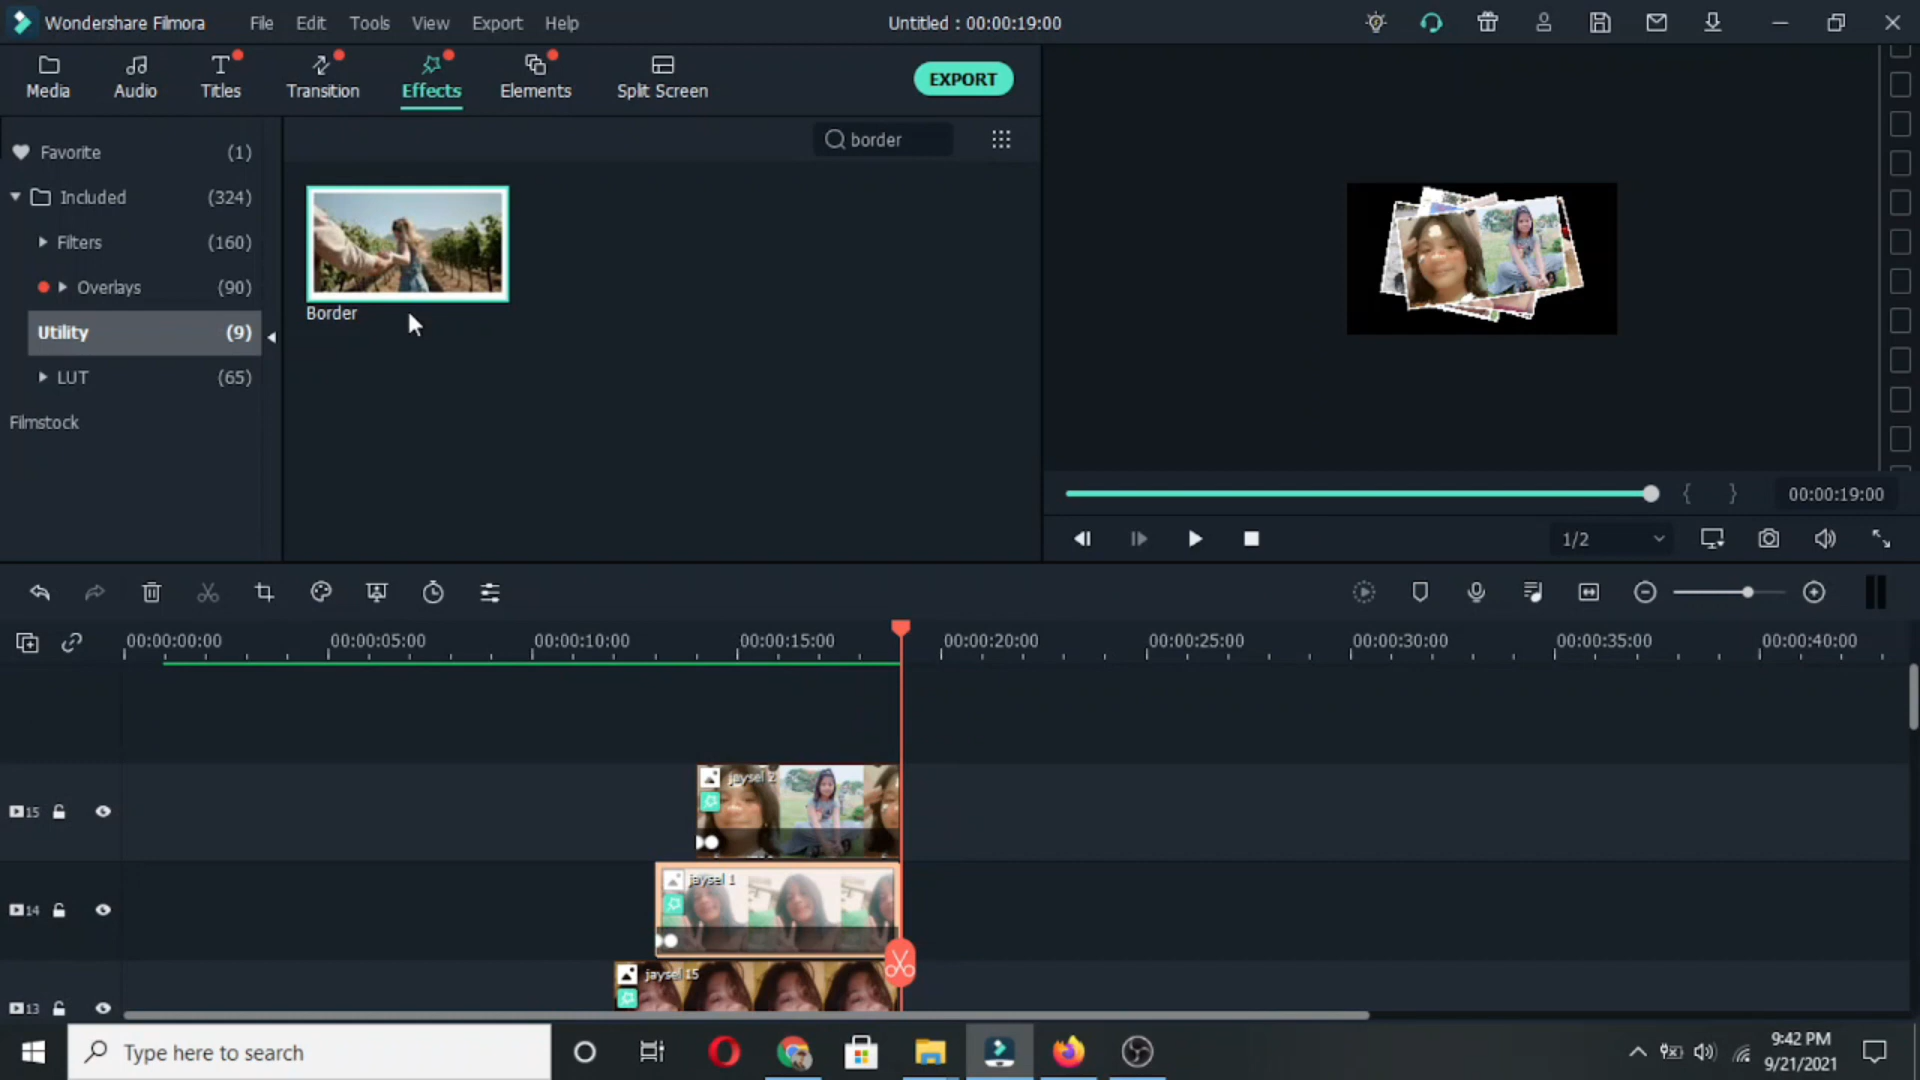 Wondershare Filmora
File
Edit
Tools
View
Export
Help
Untitled : 00:00:19:00
Media
Audio
Titles
Transition
Effects
Elements
Split Screen
EXPORT
Favorite (1)
Included (324)
Filters (160)
Overlays (90)
Utility (9)
LUT (65)
Filmstock
border
Border
00:00:19:00
1/2
00:00:00:00
00:00:05:00
00:00:10:00
00:00:15:00
00:00:20:00
00:00:25:00
00:00:30:00
00:00:35:00
00:00:40:00
15
jaysel 2
14
jaysel 1
13
jaysel 15
Type here to search
9:42 PM
9/21/2021